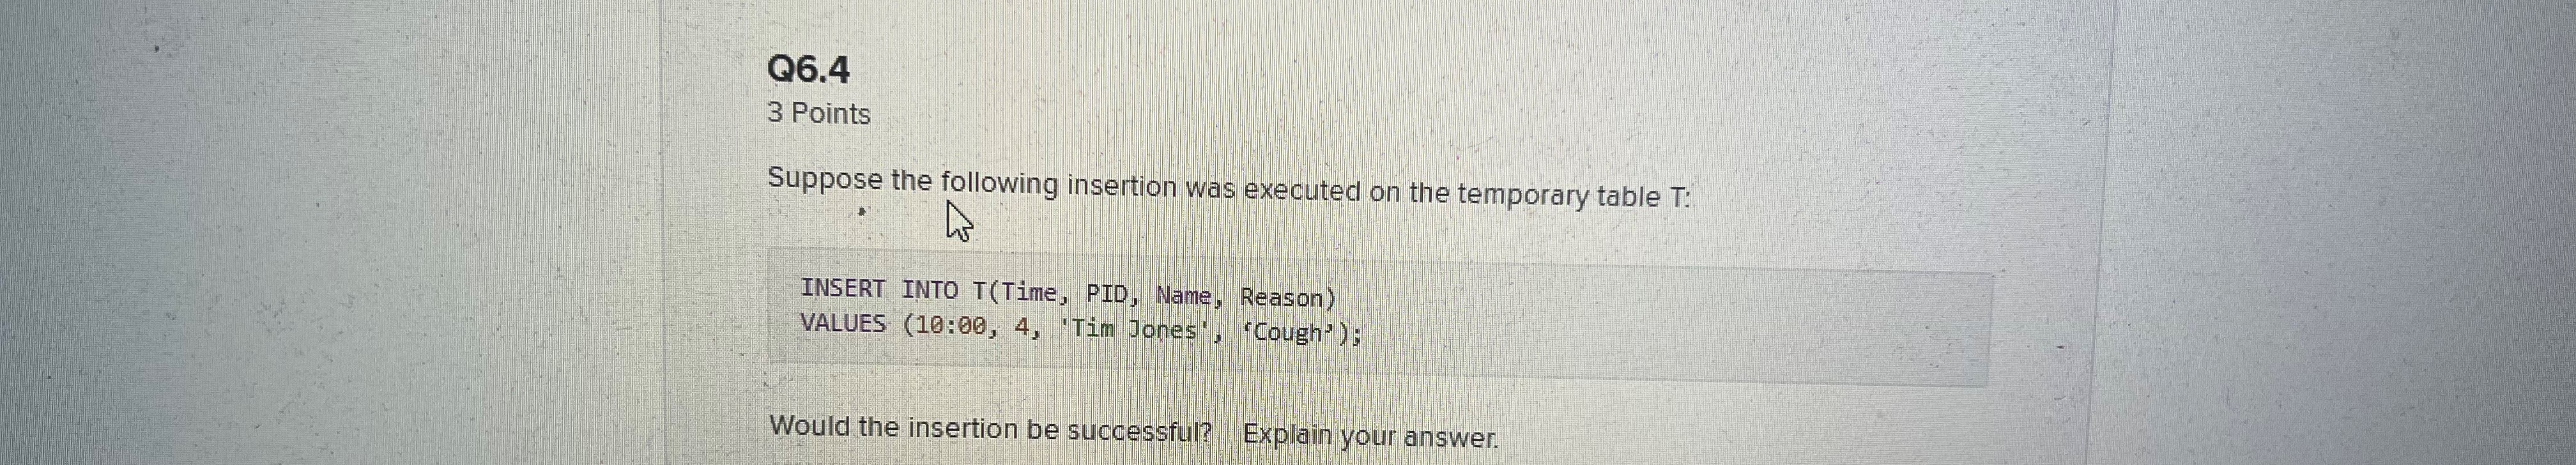 Q6.4
3 Points
Suppose the following insertion was executed on the temporary table T:
INSERT INTO T(Time, PID, Name, Reason)
VALUES (10:00, 4, 'Tim Jones', ‘Cough’);
Would the insertion be successful? Explain your answer.